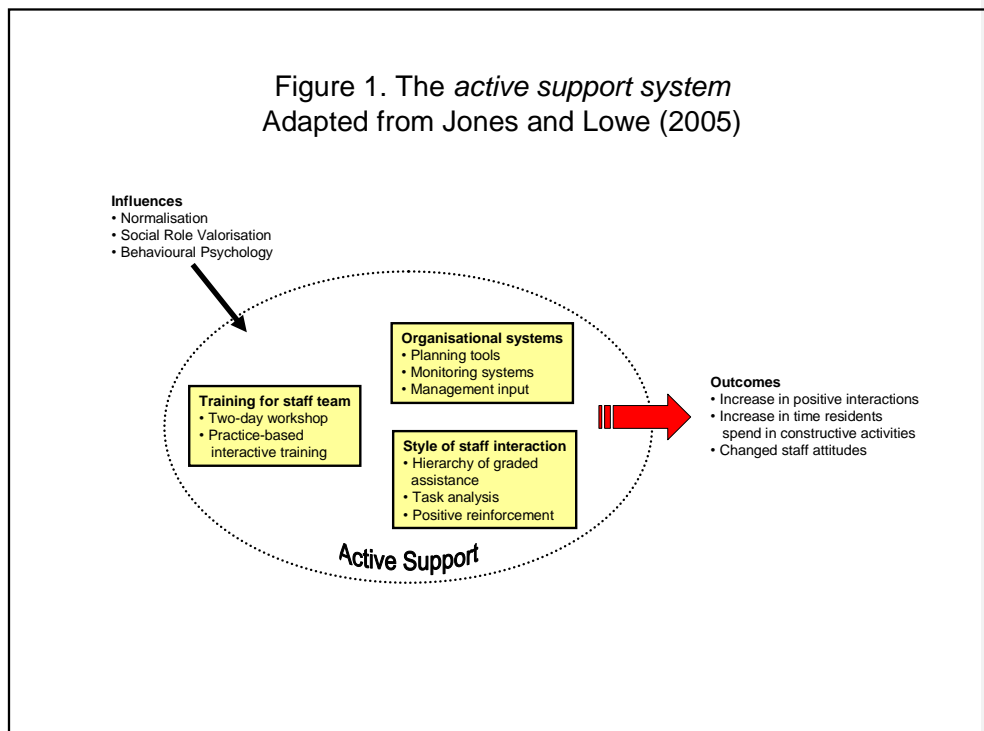 Figure 1. The active support system
Adapted from Jones and Lowe (2005)
Influences
• Normalisation
• Social Role Valorisation
• Behavioural Psychology
Organisational systems
• Planning tools
• Monitoring systems
• Management input
Training for staff team
• Two-day workshop
• Practice-based
interactive training
Style of staff interaction
• Hierarchy of graded
assistance
• Task analysis
• Positive reinforcement
Active Support
Outcomes
• Increase in positive interactions
• Increase in time residents
spend in constructive activities
• Changed staff attitudes